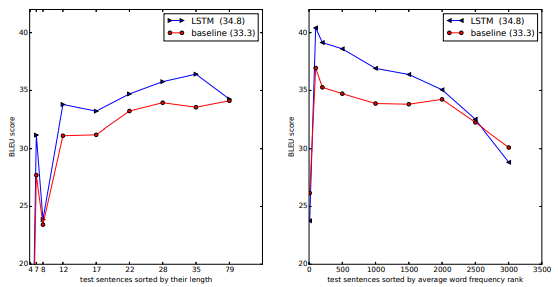 LSTM (34.8)
baseline (33.3)
40
35
30
25
20
BLEU score
4 7 8 12 17 22 28 35 79
test sentences sorted by their length
LSTM (34.8)
baseline (33.3)
40
35
30
25
20
BLEU score
0 500 1000 1500 2000 2500 3000 3500
test sentences sorted by average word frequency rank